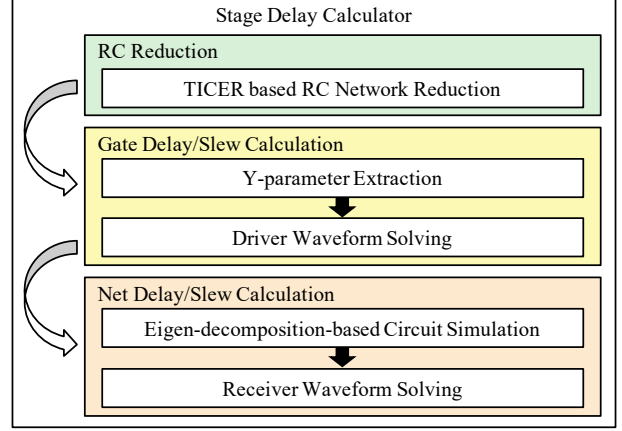 Stage Delay Calculator
RC Reduction
TICER based RC Network Reduction
Gate Delay/Slew Calculation
Y-parameter Extraction
Driver Waveform Solving
Net Delay/Slew Calculation
Eigen-decomposition-based Circuit Simulation
Receiver Waveform Solving